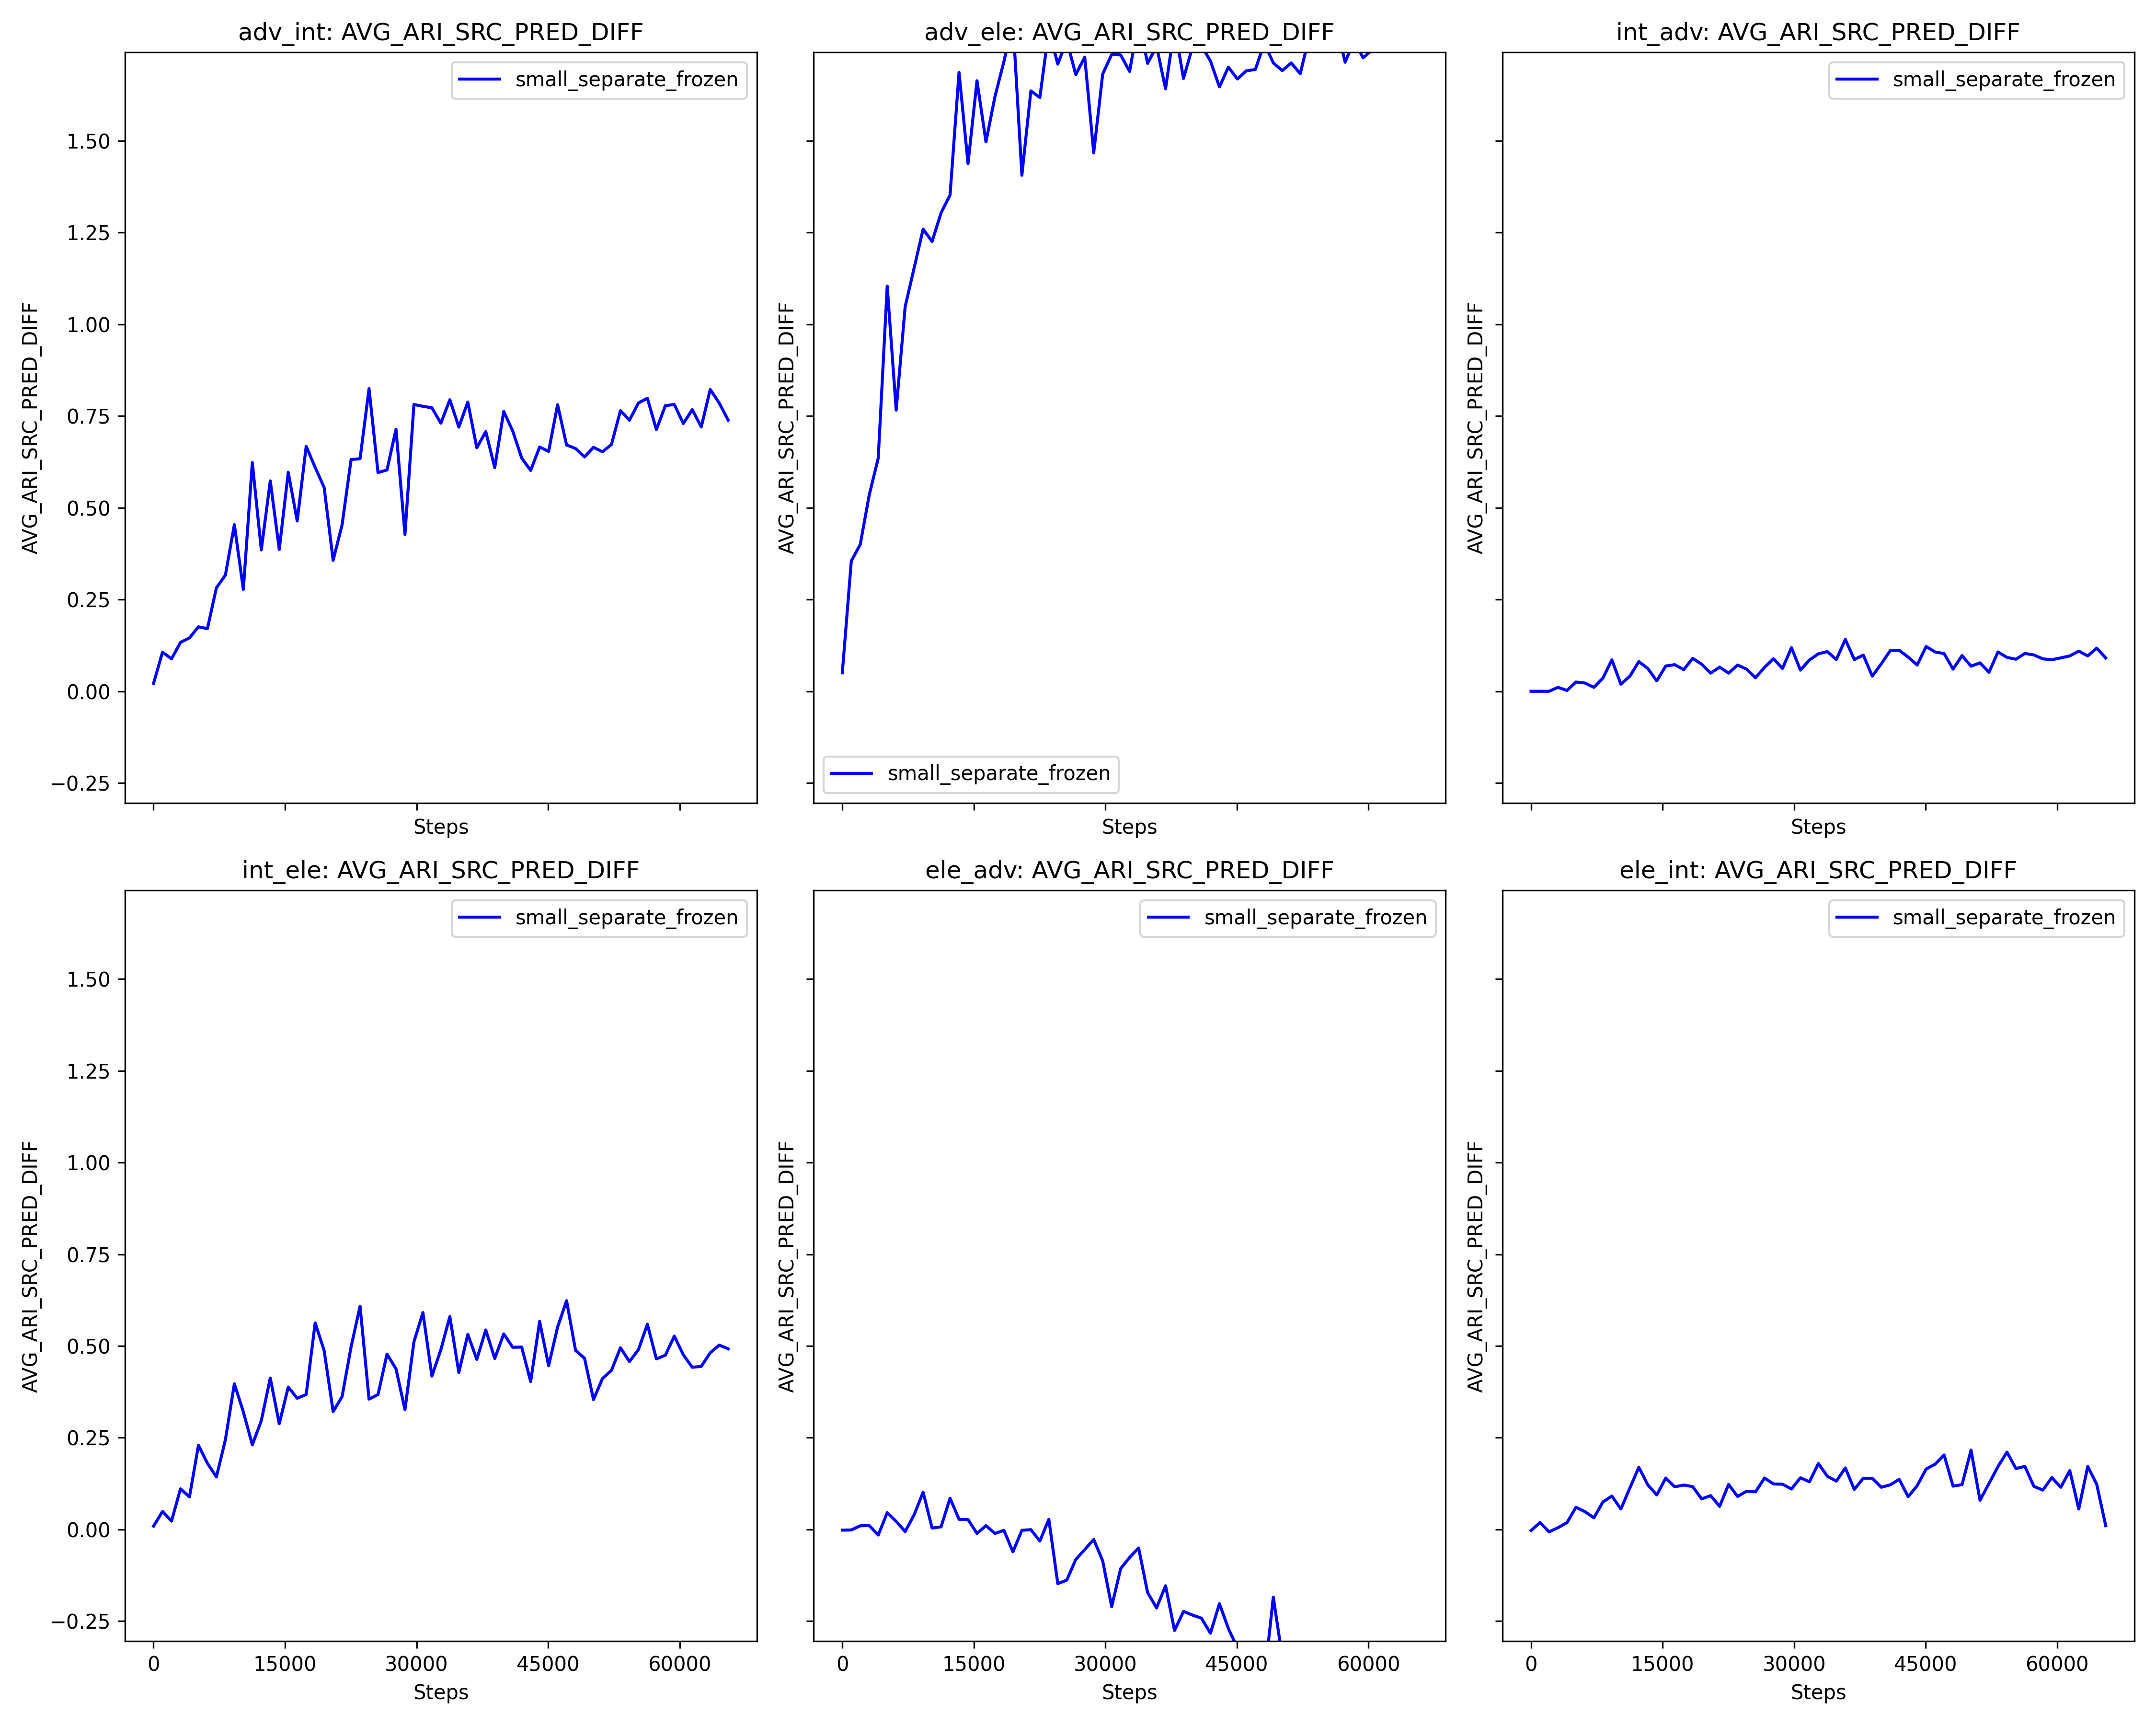 adv_int: AVG_ARI_SRC_PRED_DIFF
adv_ele: AVG_ARI_SRC_PRED_DIFF
int_adv: AVG_ARI_SRC_PRED_DIFF
small_separate_frozen
small_separate_frozen
small_separate_frozen
1.50
1.25
1.00
0.75
0.50
0.25
0.00
−0.25
AVG_ARI_SRC_PRED_DIFF
AVG_ARI_SRC_PRED_DIFF
AVG_ARI_SRC_PRED_DIFF
Steps
Steps
Steps
int_ele: AVG_ARI_SRC_PRED_DIFF
ele_adv: AVG_ARI_SRC_PRED_DIFF
ele_int: AVG_ARI_SRC_PRED_DIFF
small_separate_frozen
small_separate_frozen
small_separate_frozen
1.50
1.25
1.00
0.75
0.50
0.25
0.00
−0.25
AVG_ARI_SRC_PRED_DIFF
AVG_ARI_SRC_PRED_DIFF
AVG_ARI_SRC_PRED_DIFF
0 15000 30000 45000 60000
0 15000 30000 45000 60000
0 15000 30000 45000 60000
Steps
Steps
Steps